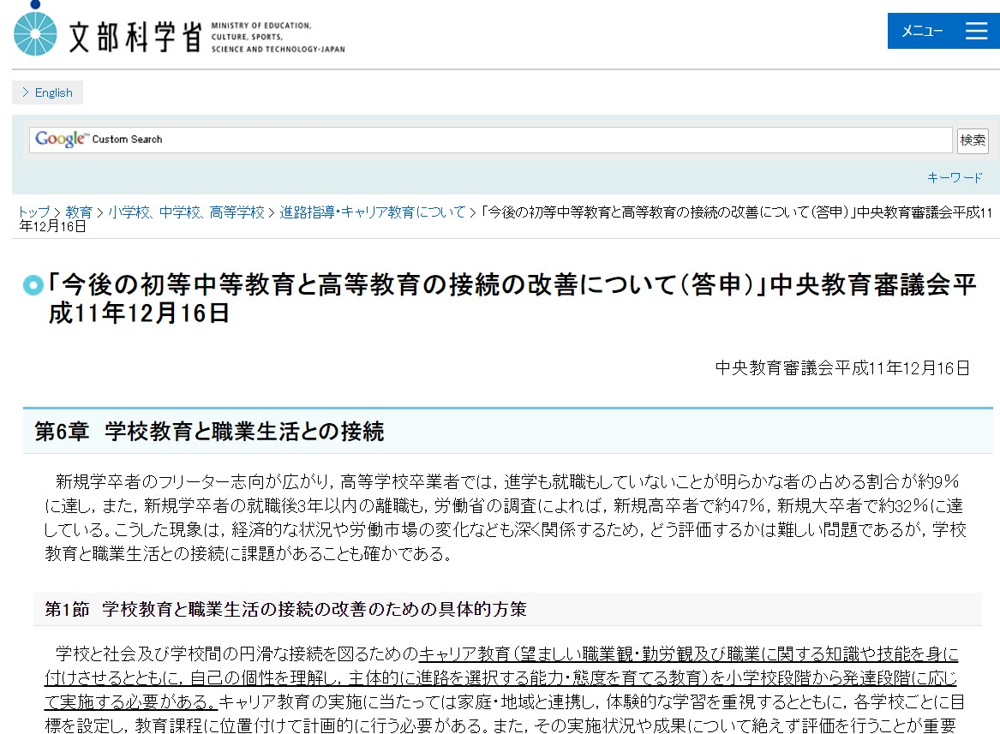 文部科学省
MINISTRY OF EDUCATION,
CULTURE, SPORTS,
SCIENCE AND TECHNOLOGY-JAPAN
メニュー
> English
Google™ Custom Search
検索
キーワード
トップ > 教育 > 小学校、中学校、高等学校 > 進路指導・キャリア教育について > 「今後の初等中等教育と高等教育の接続の改善について(答申)」中央教育審議会平成11
年12月16日
「今後の初等中等教育と高等教育の接続の改善について(答申)」中央教育審議会平
成11年12月16日
中央教育審議会平成11年12月16日
第6章 学校教育と職業生活との接続
新規学卒者のフリーター志向が広がり,高等学校卒業者では,進学も就職もしていないことが明らかな者の占める割合が約9%
に達し,また,新規学卒者の就職後3年以内の離職も,労働省の調査によれば,新規高卒者で約47%,新規大卒者で約32%に達
している。こうした現象は,経済的な状況や労働市場の変化なども深く関係するため,どう評価するかは難しい問題であるが,学校
教育と職業生活との接続に課題があることも確かである。
第1節 学校教育と職業生活の接続の改善のための具体的方策
学校と社会及び学校間の円滑な接続を図るためのキャリア教育(望ましい職業観・勤労観及び職業に関する知識や技能を身に
付けさせるとともに,自己の個性を理解し,主体的に進路を選択する能力・態度を育てる教育)を小学校段階から発達段階に応じ
て実施する必要がある。キャリア教育の実施に当たっては家庭・地域と連携し,体験的な学習を重視するとともに,各学校ごとに目
標を設定し,教育課程に位置付けて計画的に行う必要がある。また,その実施状況や成果について絶えず評価を行うことが重要